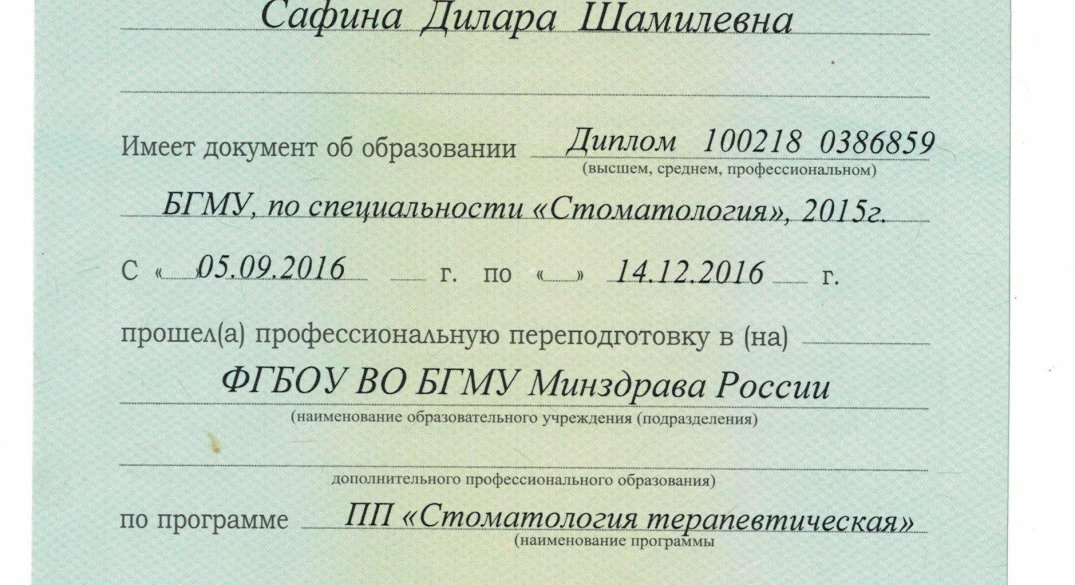 Сафина Дилара Шамилевна
Имеет документ об образовании Диплом 100218 0386859
(высшем, среднем, профессиональном)
БГМУ, по специальности «Стоматология», 2015г.
С « 05.09.2016 г. по « » 14.12.2016 г.
прошел(а) профессиональную переподготовку в (на)
ФГБОУ ВО БГМУ Минздрава России
(наименование образовательного учреждения (подразделения)
дополнительного профессионального образования)
по программе ПП «Стоматология терапевтическая»
(наименование программы